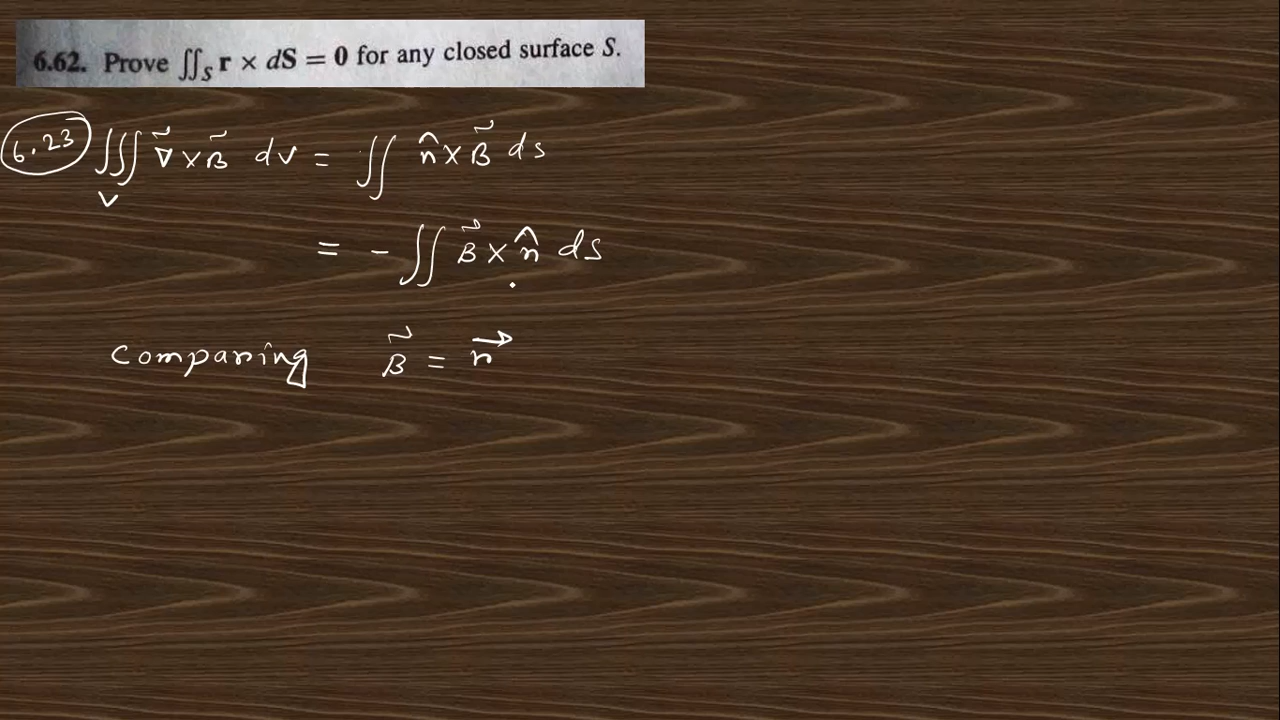 6.62. Prove ∬_S r × dS = 0 for any closed surface S.
6.23 ∭_V ∇⃗ × B⃗ dv = ∬ n̂ × B⃗ ds
= - ∬ B⃗ × n̂ ds
Comparing B⃗ = r⃗